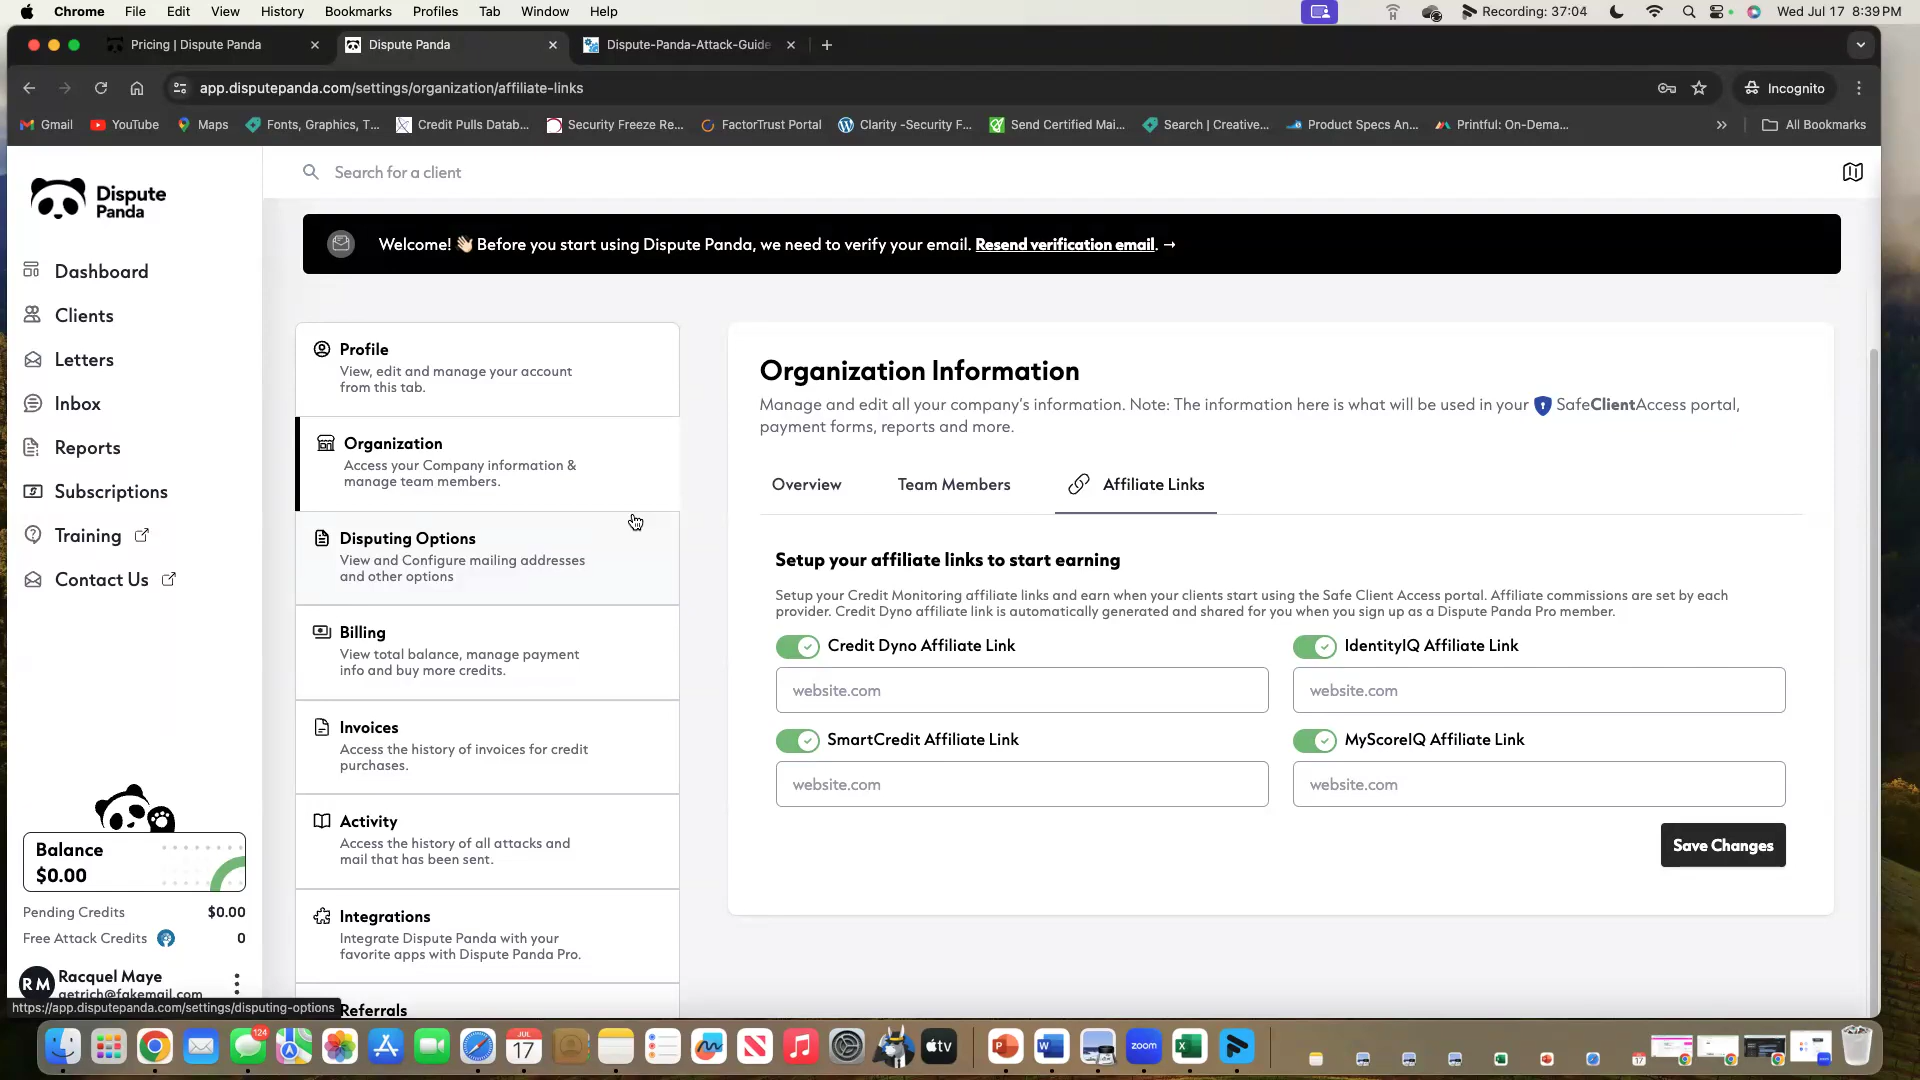 Chrome File Edit View History Bookmarks Profiles Tab Window Help Recording: 37:04 Wed Jul 17 8:39 PM
Pricing | Dispute Panda Dispute Panda Dispute-Panda-Attack-Guide
app.disputepanda.com/settings/organization/affiliate-links Incognito
Gmail YouTube Maps Fonts, Graphics, T... Credit Pulls Datab... Security Freeze Re... FactorTrust Portal Clarity -Security F... Send Certified Mai... Search | Creative... Product Specs An... Printful: On-Dema... » All Bookmarks
Dispute
Panda
Search for a client
Welcome! 👋🏻 Before you start using Dispute Panda, we need to verify your email. Resend verification email. →
Dashboard
Clients
Letters
Inbox
Reports
Subscriptions
Training
Contact Us
Balance
$0.00
Pending Credits $0.00
Free Attack Credits 0
RM Racquel Maye
getrich@fakemail.com
https://app.disputepanda.com/settings/disputing-options
Profile
View, edit and manage your account
from this tab.
Organization
Access your Company information &
manage team members.
Disputing Options
View and Configure mailing addresses
and other options
Billing
View total balance, manage payment
info and buy more credits.
Invoices
Access the history of invoices for credit
purchases.
Activity
Access the history of all attacks and
mail that has been sent.
Integrations
Integrate Dispute Panda with your
favorite apps with Dispute Panda Pro.
Referrals
Organization Information
Manage and edit all your company's information. Note: The information here is what will be used in your SafeClientAccess portal,
payment forms, reports and more.
Overview Team Members Affiliate Links
Setup your affiliate links to start earning
Setup your Credit Monitoring affiliate links and earn when your clients start using the Safe Client Access portal. Affiliate commissions are set by each
provider. Credit Dyno affiliate link is automatically generated and shared for you when you sign up as a Dispute Panda Pro member.
Credit Dyno Affiliate Link IdentityIQ Affiliate Link
website.com website.com
SmartCredit Affiliate Link MyScoreIQ Affiliate Link
website.com website.com
Save Changes
124 JUL 17 tv P W zoom X